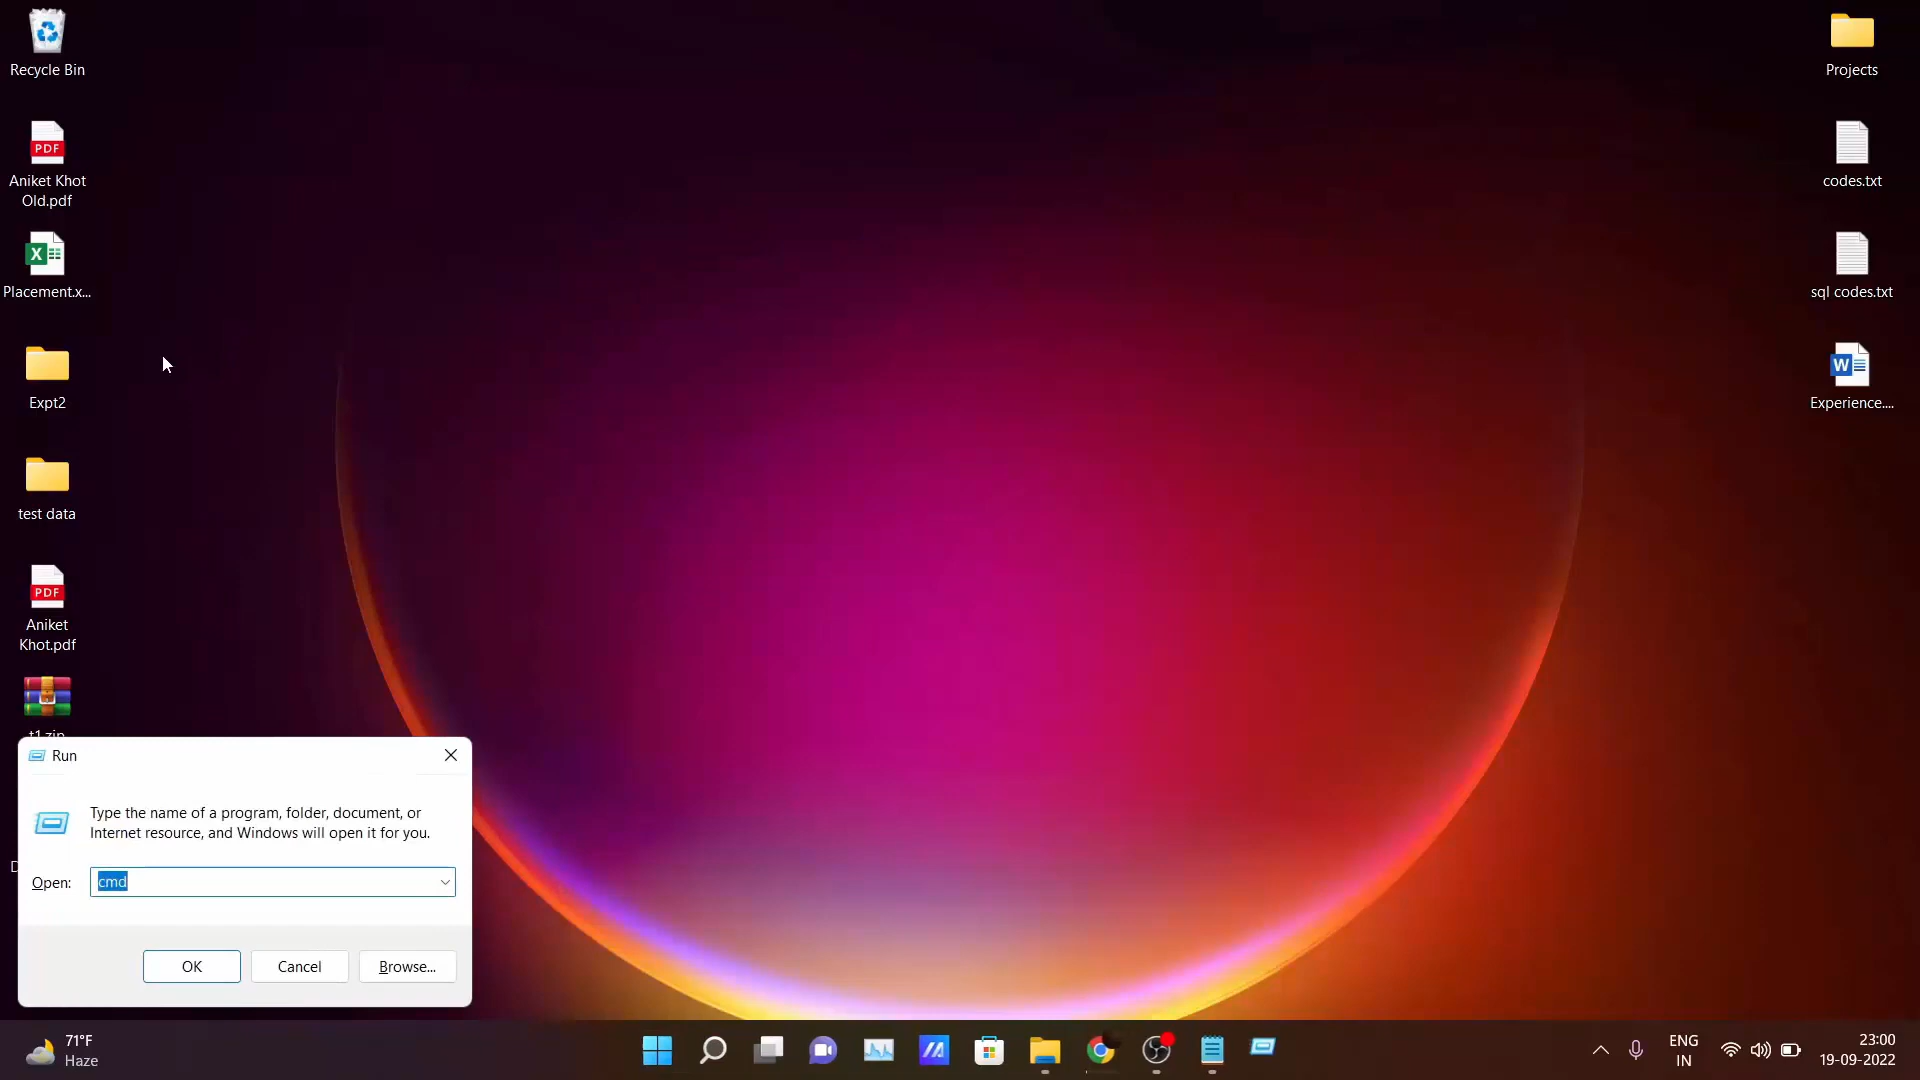 Recycle Bin
Aniket Khot
Old.pdf
Placement.x...
Expt2
test data
Aniket
Khot.pdf
t1.zip
Projects
codes.txt
sql codes.txt
Experience....
Run
Type the name of a program, folder, document, or
Internet resource, and Windows will open it for you.
D
Open:
cmd
OK
Cancel
Browse...
71°F
Haze
ENG
IN
23:00
19-09-2022